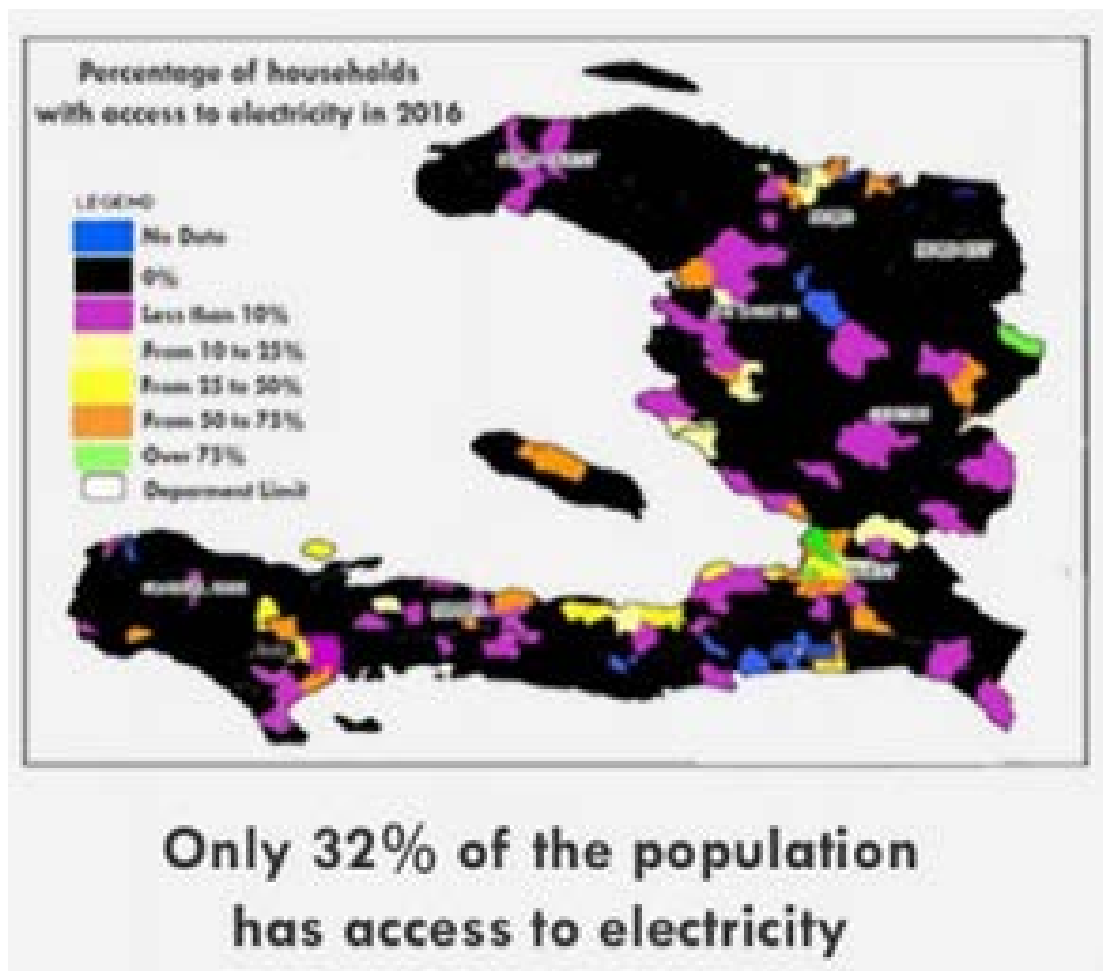 Percentage of households
with access to electricity in 2016
LEGEND
No Data
0%
Less than 10%
From 10 to 25%
From 25 to 50%
From 50 to 75%
Over 75%
Deparment Limit
Only 32% of the population
has access to electricity